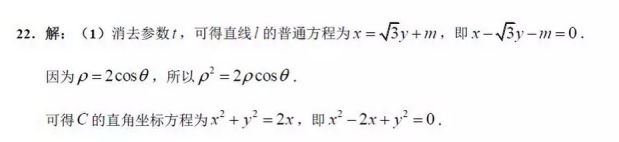 22. 解：（1）消去参数t，可得直线l的普通方程为x=√3y+m，即x−√3y−m=0．
因为ρ=2cosθ，所以ρ²=2ρcosθ．
可得C的直角坐标方程为x²+y²=2x，即x²−2x+y²=0．